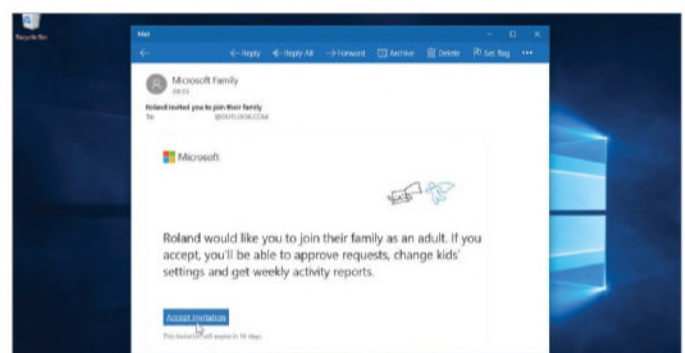 Recycle Bin
Mail
Reply Reply All Forward Archive Delete Set flag
Microsoft Family
Roland invited you to join their family
To: @OUTLOOK.COM
Microsoft
Roland would like you to join their family as an adult. If you
accept, you'll be able to approve requests, change kids'
settings and get weekly activity reports.
Accept Invitation
This invitation will expire in 14 days.